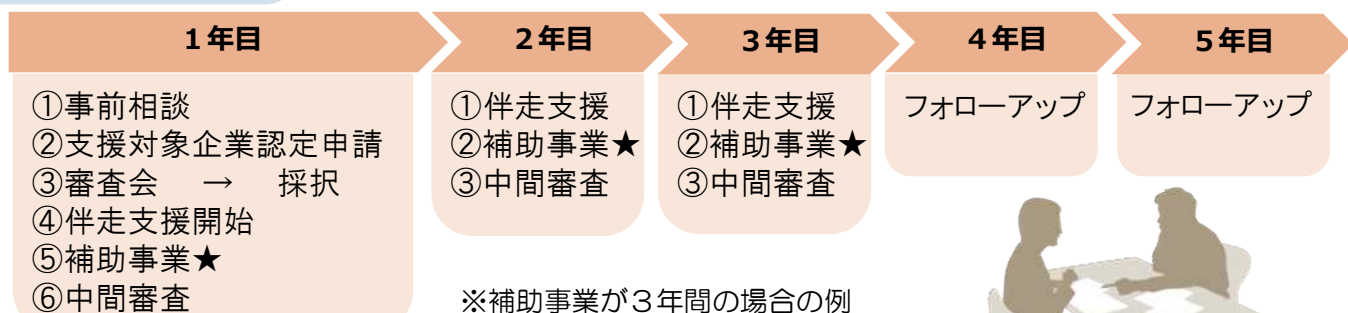 1年目
①事前相談
②支援対象企業認定申請
③審査会　→　採択
④伴走支援開始
⑤補助事業★
⑥中間審査
2年目
①伴走支援
②補助事業★
③中間審査
3年目
①伴走支援
②補助事業★
③中間審査
4年目
フォローアップ
5年目
フォローアップ
※補助事業が３年間の場合の例